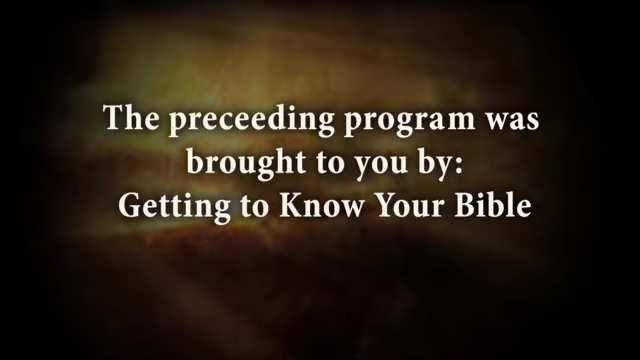 The preceeding program was
brought to you by:
Getting to Know Your Bible